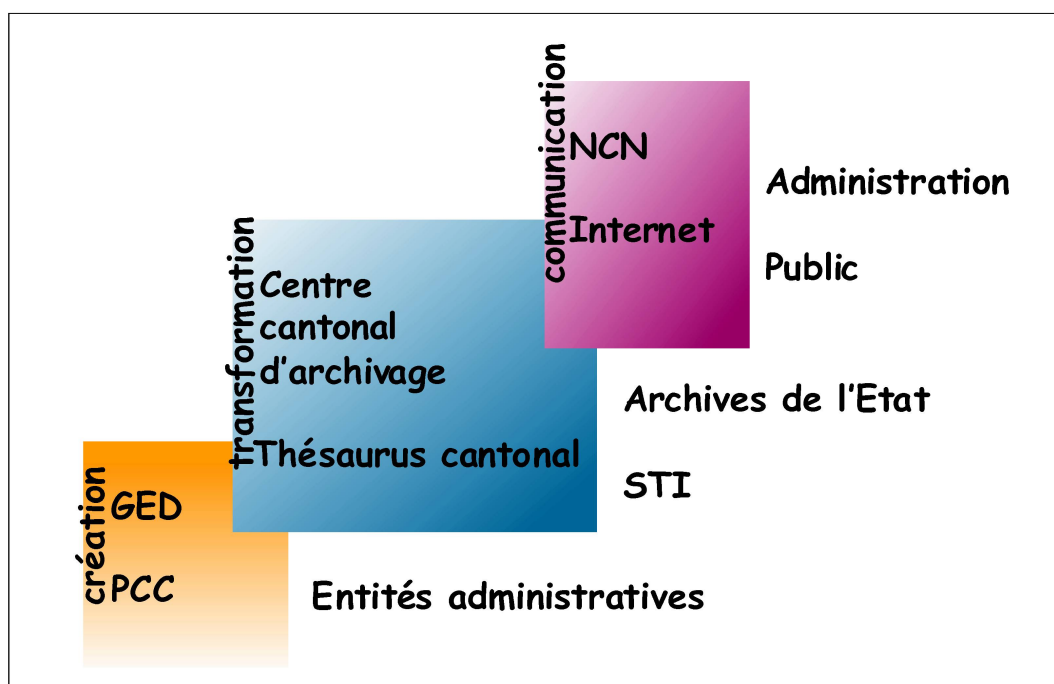 communication
NCN
Internet
Administration
Public
transformation
Centre
cantonal
d'archivage
Thésaurus cantonal
Archives de l'Etat
STI
création
GED
PCC
Entités administratives